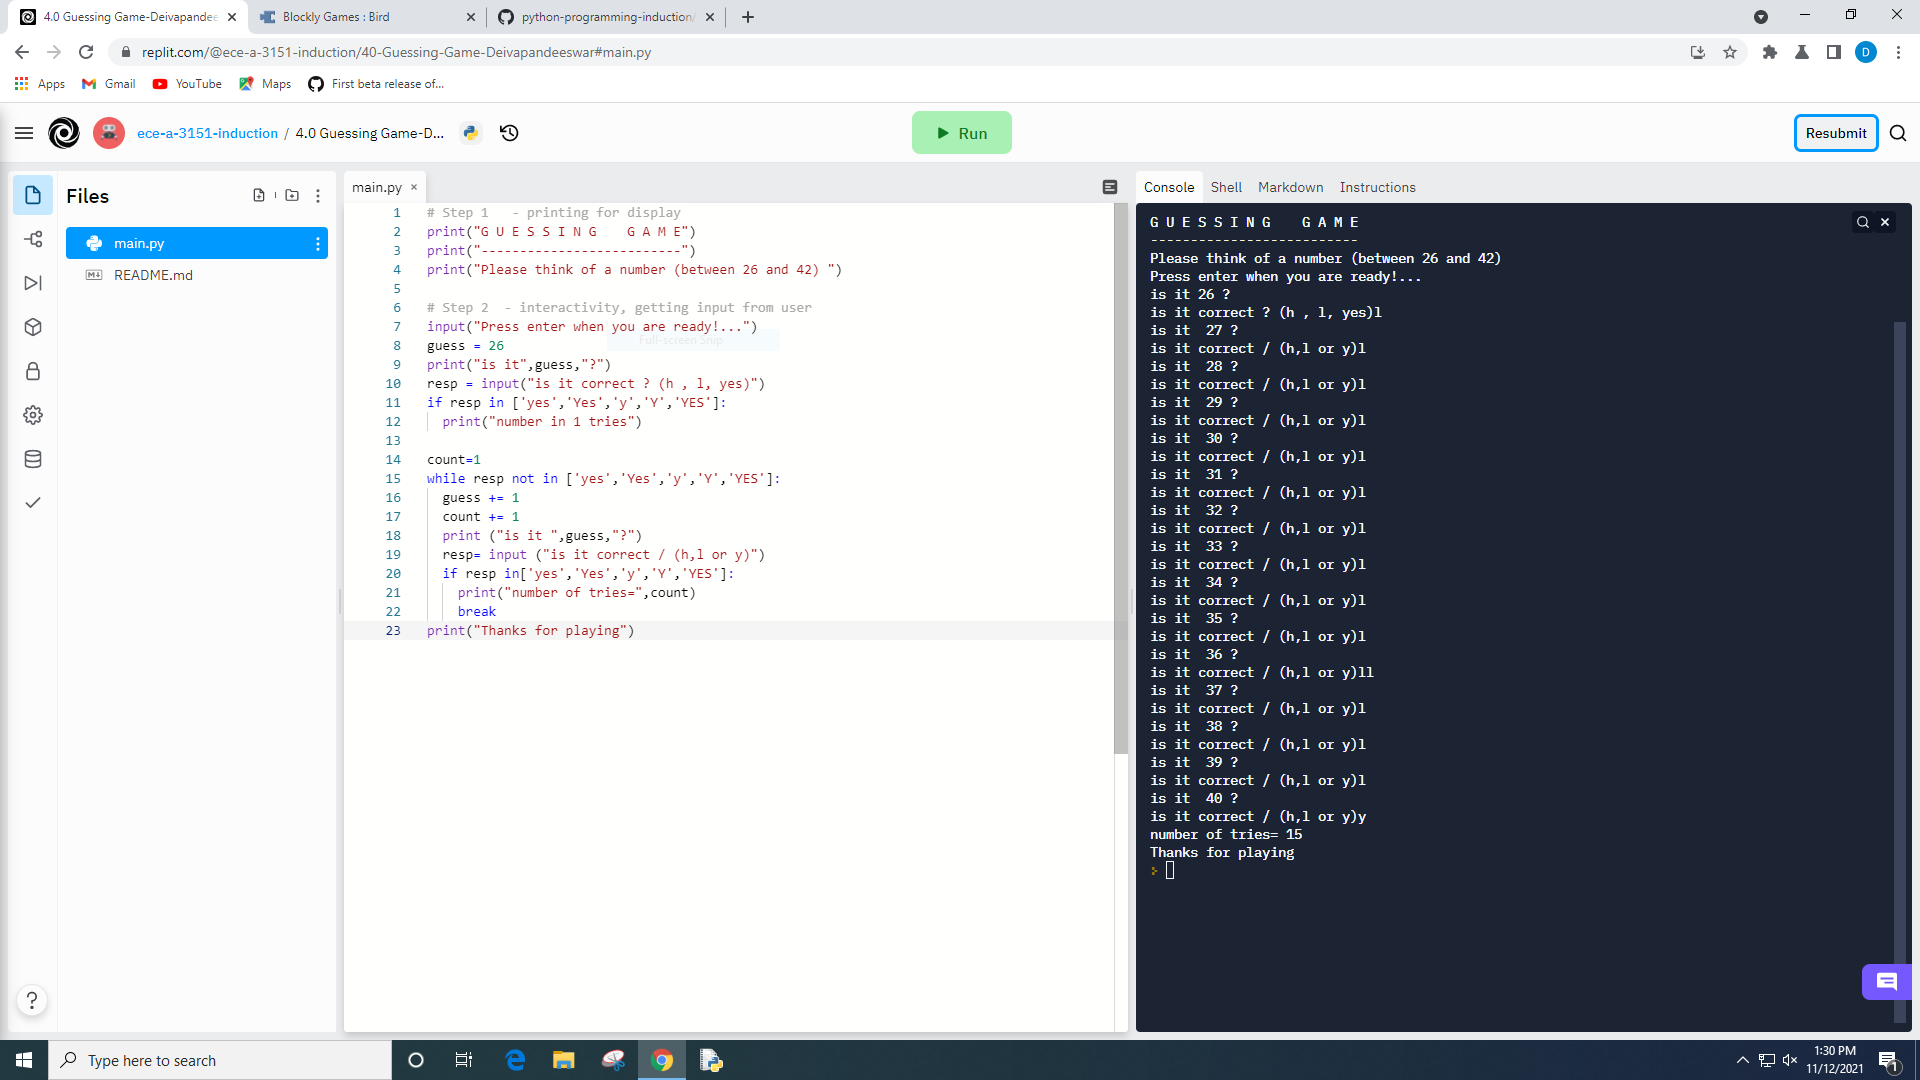 4.0 Guessing Game-Deivapandee
Blockly Games : Bird
python-programming-induction/
replit.com/@ece-a-3151-induction/40-Guessing-Game-Deivapandeeswar#main.py
D
Apps
Gmail
YouTube
Maps
First beta release of...
ece-a-3151-induction / 4.0 Guessing Game-D...
Run
Resubmit
Files
main.py
README.md
main.py
1 # Step 1   - printing for display
2 print("G U E S S I N G    G A M E")
3 print("--------------------------")
4 print("Please think of a number (between 26 and 42) ")
5
6 # Step 2  - interactivity, getting input from user
7 input("Press enter when you are ready!...")
Full-screen Snip
8 guess = 26
9 print("is it",guess,"?")
10 resp = input("is it correct ? (h , l, yes)")
11 if resp in ['yes','Yes','y','Y','YES']:
12   print("number in 1 tries")
13
14 count=1
15 while resp not in ['yes','Yes','y','Y','YES']:
16   guess += 1
17   count += 1
18   print ("is it ",guess,"?")
19   resp= input ("is it correct / (h,l or y)")
20   if resp in['yes','Yes','y','Y','YES']:
21     print("number of tries=",count)
22     break
23 print("Thanks for playing")
Console Shell Markdown Instructions
G U E S S I N G    G A M E
--------------------------
Please think of a number (between 26 and 42)
Press enter when you are ready!...
is it 26 ?
is it correct ? (h , l, yes)l
is it  27 ?
is it correct / (h,l or y)l
is it  28 ?
is it correct / (h,l or y)l
is it  29 ?
is it correct / (h,l or y)l
is it  30 ?
is it correct / (h,l or y)l
is it  31 ?
is it correct / (h,l or y)l
is it  32 ?
is it correct / (h,l or y)l
is it  33 ?
is it correct / (h,l or y)l
is it  34 ?
is it correct / (h,l or y)l
is it  35 ?
is it correct / (h,l or y)l
is it  36 ?
is it correct / (h,l or y)ll
is it  37 ?
is it correct / (h,l or y)l
is it  38 ?
is it correct / (h,l or y)l
is it  39 ?
is it correct / (h,l or y)l
is it  40 ?
is it correct / (h,l or y)y
number of tries= 15
Thanks for playing
?
Type here to search
1:30 PM
11/12/2021
1